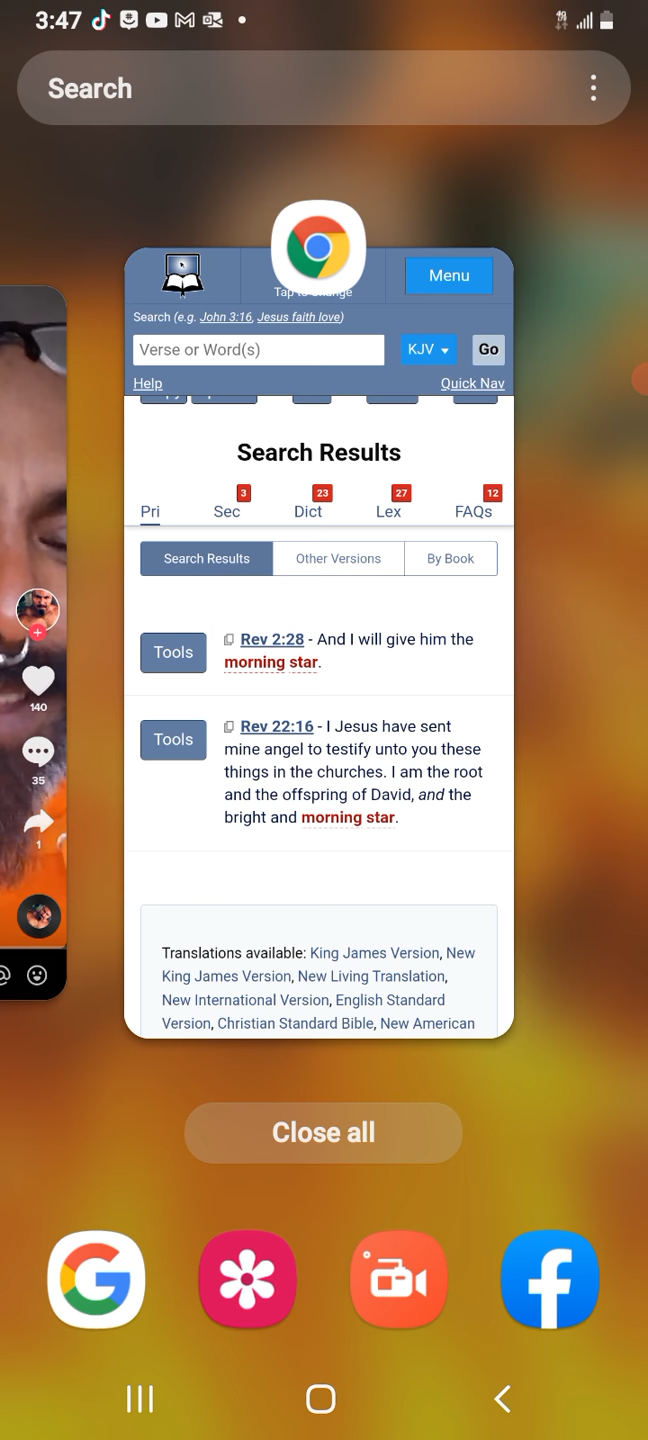 3:47
Search
Tap to Change
Menu
Search (e.g. John 3:16, Jesus faith love)
Verse or Word(s)
KJV
Go
Help
Quick Nav
Search Results
3
23
27
12
Pri
Sec
Dict
Lex
FAQs
Search Results
Other Versions
By Book
Tools
Rev 2:28 - And I will give him the
morning star.
Tools
Rev 22:16 - I Jesus have sent
mine angel to testify unto you these
things in the churches. I am the root
and the offspring of David, and the
bright and morning star.
140
35
1
Translations available: King James Version, New
King James Version, New Living Translation,
New International Version, English Standard
Version, Christian Standard Bible, New American
Close all